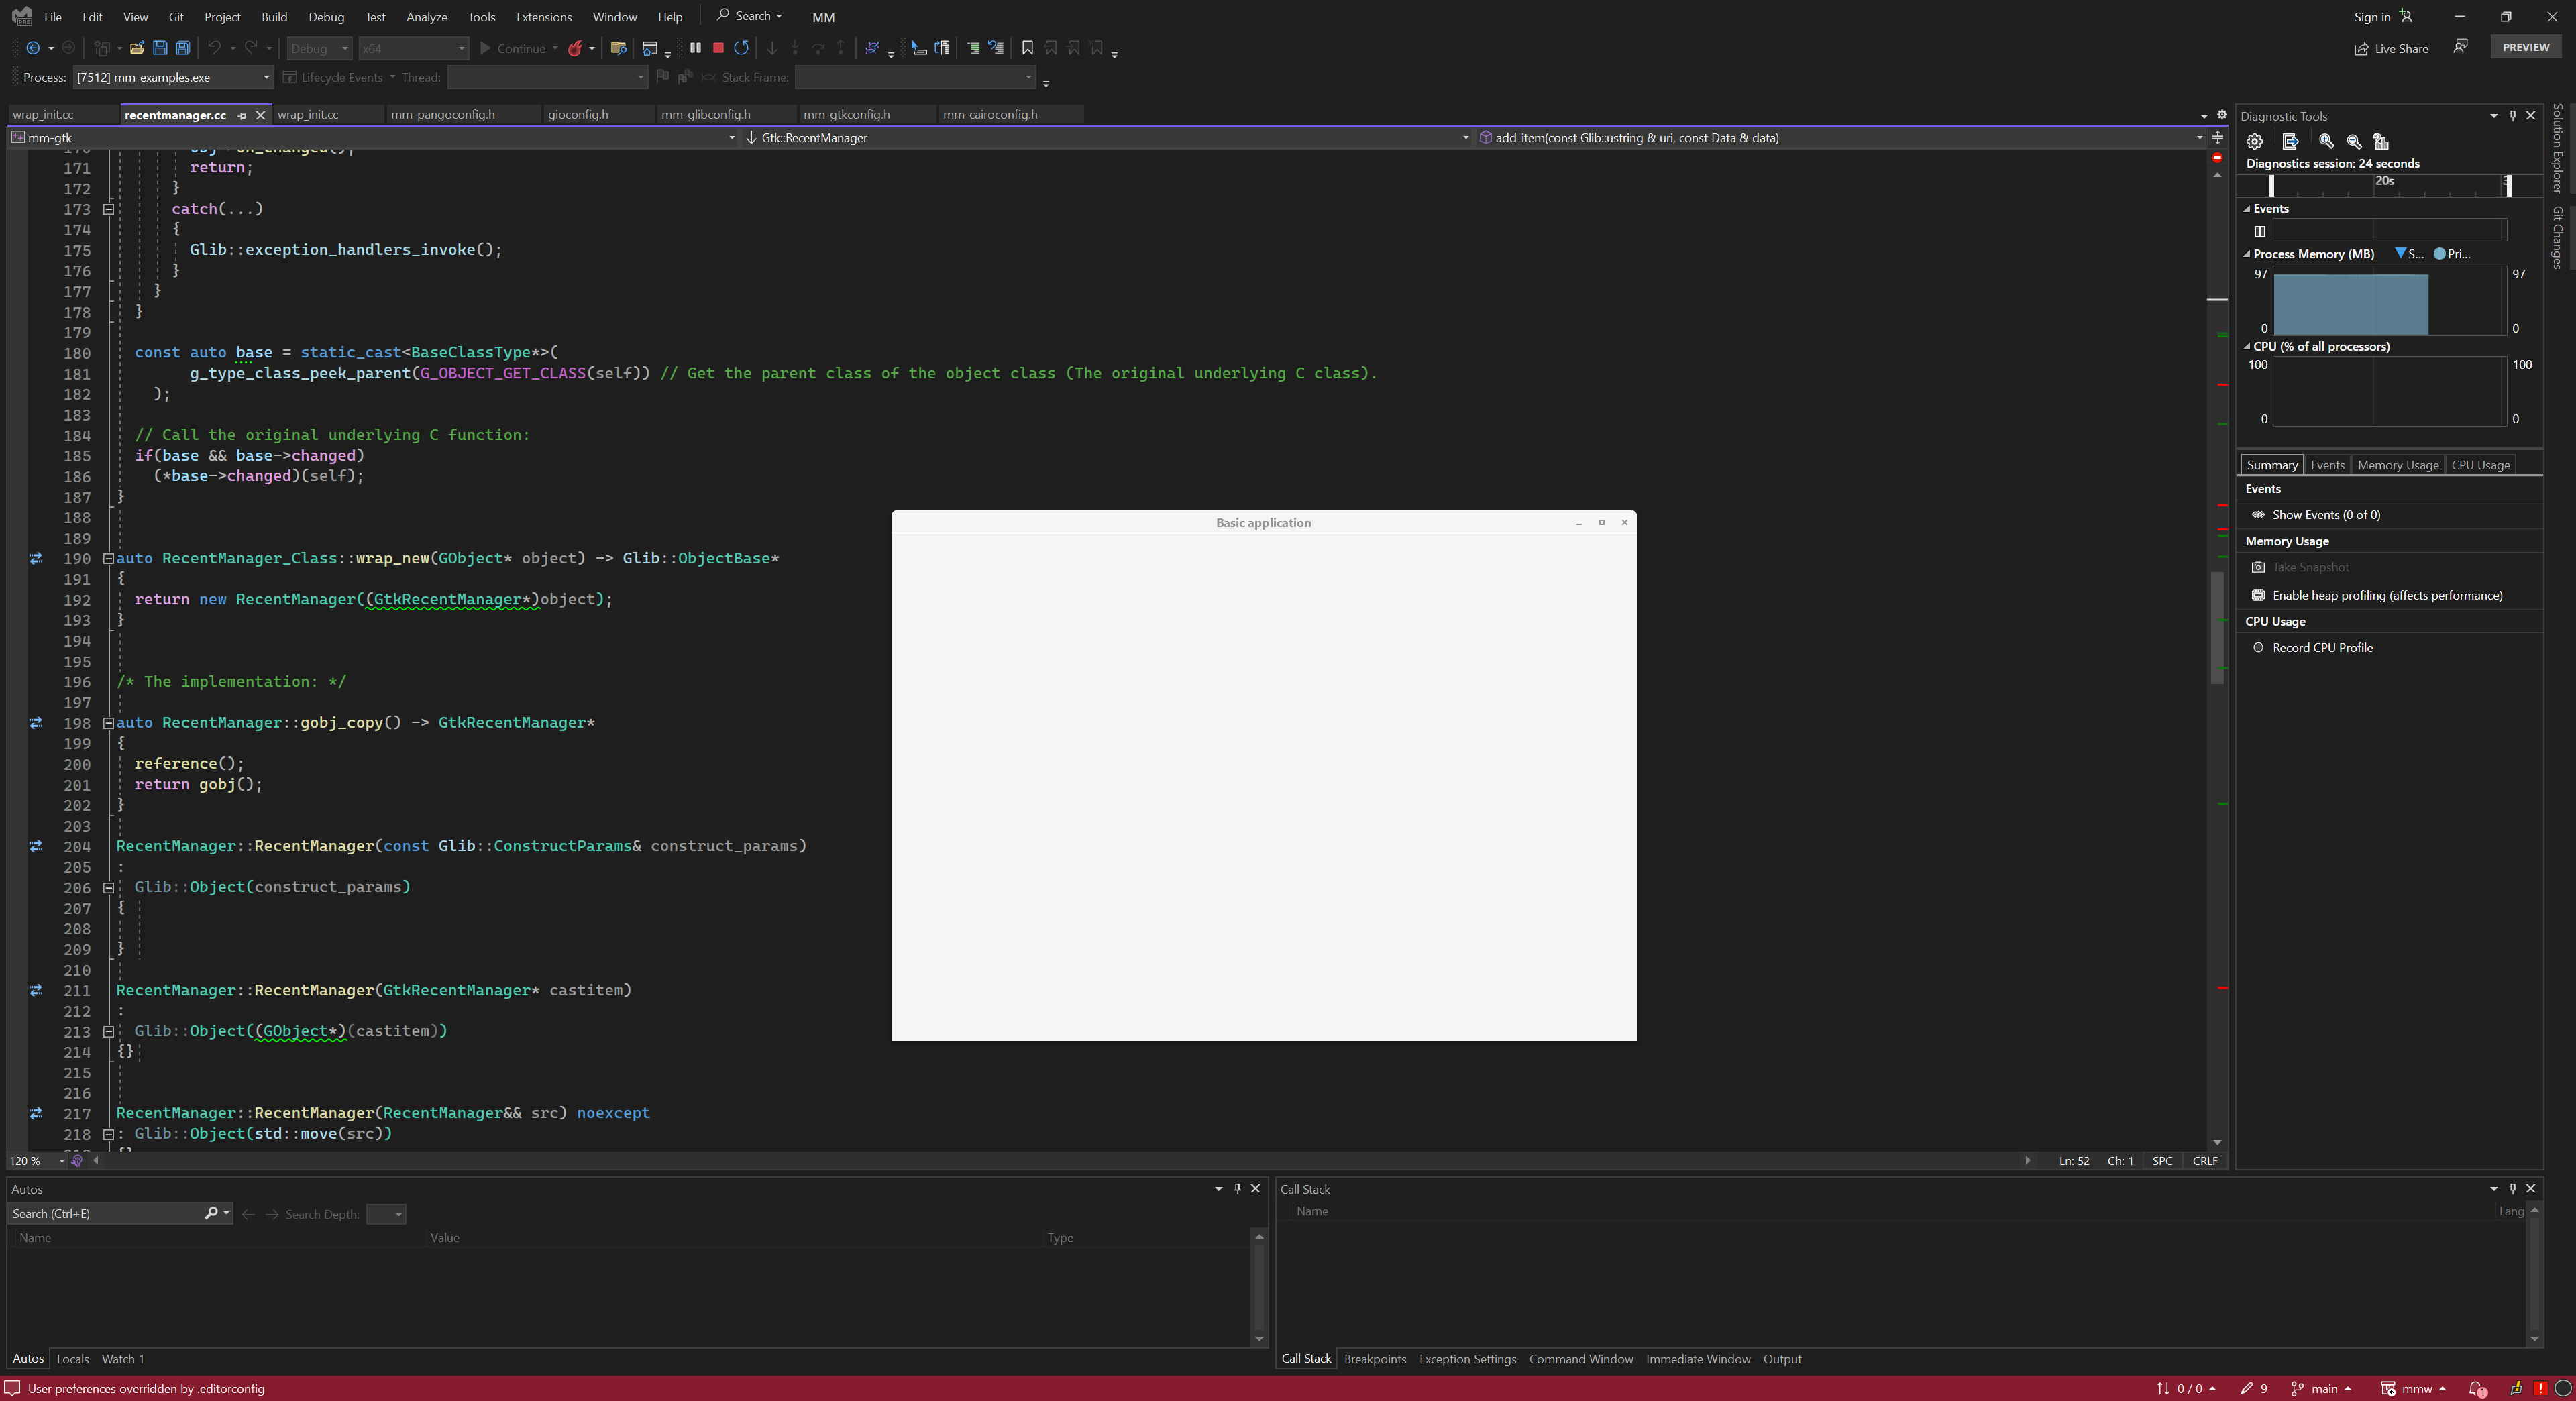 File Edit View Git Project Build Debug Test Analyze Tools Extensions Window Help Search MM Sign in
Debug x64 Continue Live Share PREVIEW
Process: [7512] mm-examples.exe Lifecycle Events Thread: Stack Frame:
wrap_init.cc recentmanager.cc wrap_init.cc mm-pangoconfig.h gioconfig.h mm-glibconfig.h mm-gtkconfig.h mm-cairoconfig.h
mm-gtk Gtk::RecentManager add_item(const Glib::ustring & uri, const Data & data)
171 return;
172 }
173 catch(...)
174 {
175 Glib::exception_handlers_invoke();
176 }
177 }
178 }
179
180 const auto base = static_cast<BaseClassType*>(
181 g_type_class_peek_parent(G_OBJECT_GET_CLASS(self)) // Get the parent class of the object class (The original underlying C class).
182 );
183
184 // Call the original underlying C function:
185 if(base && base->changed)
186 (*base->changed)(self);
187 }
188
189
190 auto RecentManager_Class::wrap_new(GObject* object) -> Glib::ObjectBase*
191 {
192 return new RecentManager((GtkRecentManager*)object);
193 }
194
195
196 /* The implementation: */
197
198 auto RecentManager::gobj_copy() -> GtkRecentManager*
199 {
200 reference();
201 return gobj();
202 }
203
204 RecentManager::RecentManager(const Glib::ConstructParams& construct_params)
205 :
206 Glib::Object(construct_params)
207 {
208
209 }
210
211 RecentManager::RecentManager(GtkRecentManager* castitem)
212 :
213 Glib::Object((GObject*)(castitem))
214 {}
215
216
217 RecentManager::RecentManager(RecentManager&& src) noexcept
218 : Glib::Object(std::move(src))
120 % Ln: 52 Ch: 1 SPC CRLF
Basic application
Diagnostic Tools
Diagnostics session: 24 seconds
20s
Events
Process Memory (MB) S... Pri...
97 97
0 0
CPU (% of all processors)
100 100
0 0
Summary Events Memory Usage CPU Usage
Events
Show Events (0 of 0)
Memory Usage
Take Snapshot
Enable heap profiling (affects performance)
CPU Usage
Record CPU Profile
Solution Explorer
Git Changes
Autos
Search (Ctrl+E) Search Depth:
Name Value Type
Autos Locals Watch 1
Call Stack
Name Lang
Call Stack Breakpoints Exception Settings Command Window Immediate Window Output
User preferences overridden by .editorconfig 0 / 0 9 main mmw 1